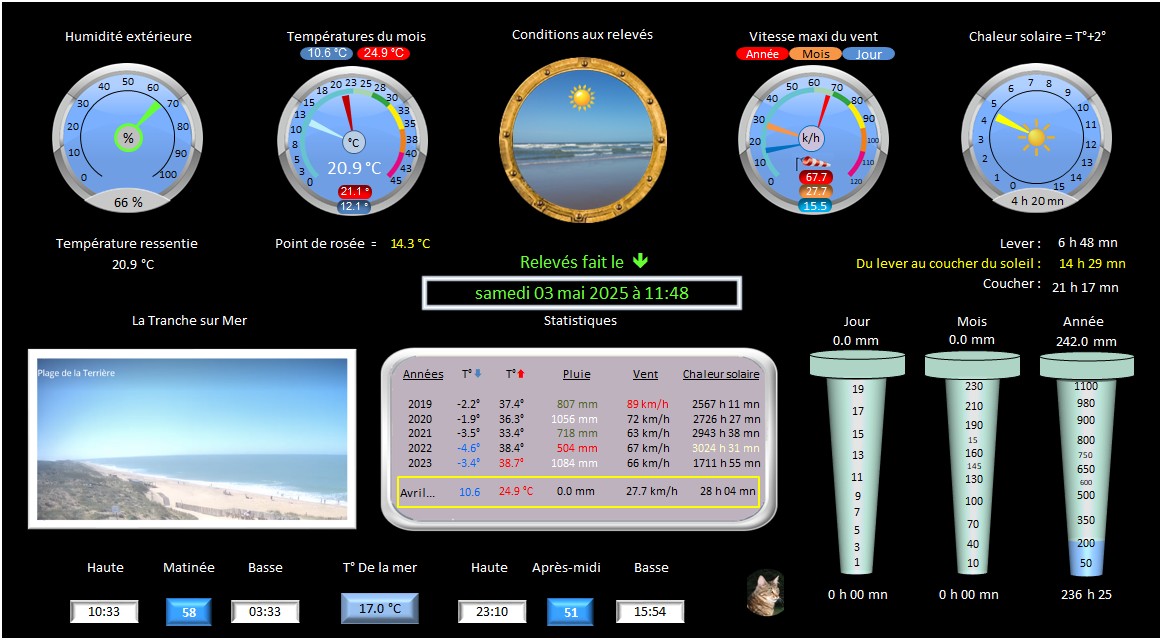 Humidité extérieure
Températures du mois
Conditions aux relevés
Vitesse maxi du vent
Chaleur solaire = T°+2°
10.6 °C 24.9 °C
Année Mois Jour
0 10 20 30 40 50 60 70 80 90 100
%
66 %
0 3 5 8 10 13 15 18 20 23 25 28 30 33 35 38 40 43 45
°C
20.9 °C
21.1 °
12.1 °
0 10 20 30 40 50 60 70 80 90 100 110 120
k/h
67.7
27.7
15.5
0 1 2 3 4 5 6 7 8 9 10 11 12 13 14 15
4 h 20 mn
Température ressentie
20.9 °C
Point de rosée = 14.3 °C
Relevés fait le
samedi 03 mai 2025 à 11:48
Lever : 6 h 48 mn
Du lever au coucher du soleil : 14 h 29 mn
Coucher : 21 h 17 mn
La Tranche sur Mer
Plage de la Terrière
Statistiques
Années T° T° Pluie Vent Chaleur solaire
2019 -2.2° 37.4° 807 mm 89 km/h 2567 h 11 mn
2020 -1.9° 36.3° 1056 mm 72 km/h 2726 h 27 mn
2021 -3.5° 33.4° 718 mm 63 km/h 2943 h 38 mn
2022 -4.6° 38.4° 504 mm 67 km/h 3024 h 31 mn
2023 -3.4° 38.7° 1084 mm 66 km/h 1711 h 55 mn
Avril... 10.6 24.9 °C 0.0 mm 27.7 km/h 28 h 04 mn
Jour
0.0 mm
19
17
15
13
11
9
7
5
3
1
0 h 00 mn
Mois
0.0 mm
230
210
190
15
160
145
130
100
70
40
10
0 h 00 mn
Année
242.0 mm
1100
980
900
800
750
650
600
500
350
200
50
236 h 25
Haute Matinée Basse
10:33 58 03:33
T° De la mer
17.0 °C
Haute Après-midi Basse
23:10 51 15:54